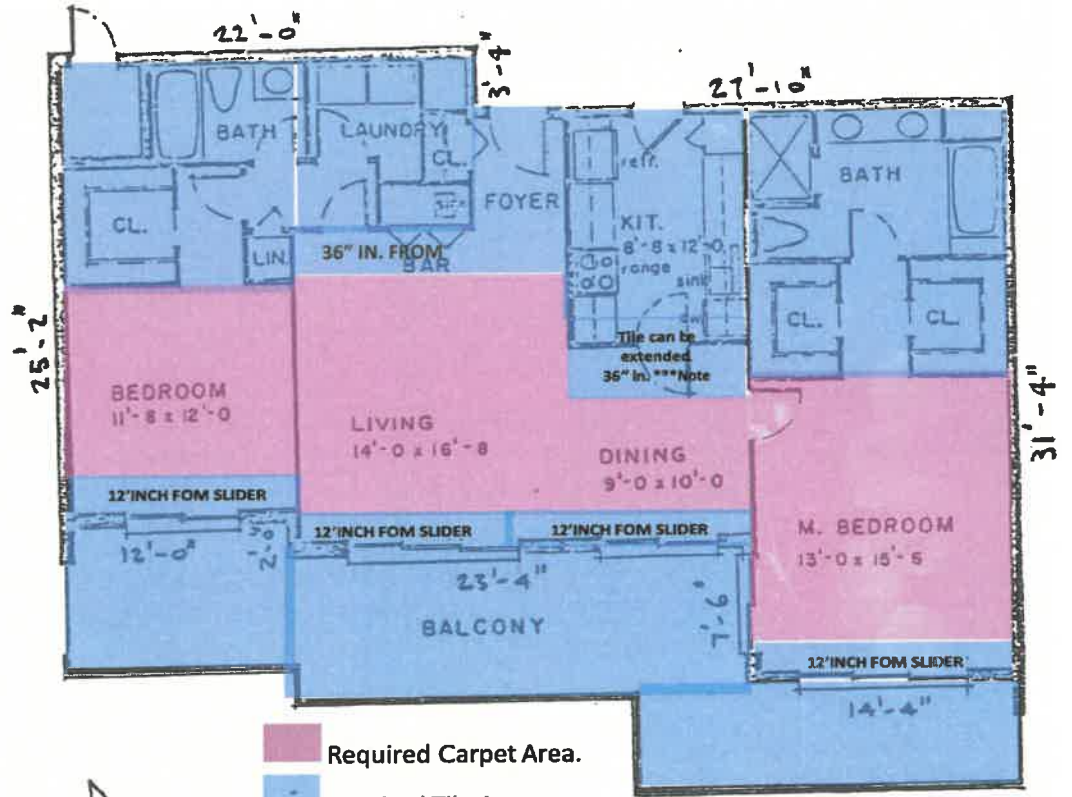 22'-0"
3'-4"
27'-10"
BATH
LAUNDRY
CL.
refr.
FOYER
BATH
KIT.
8'-8 x 12'-0
range
sink
CL.
LIN.
36" IN. FROM
BAR
CL.
CL.
25'-2"
Tile can be
extended
36" In. ***Note
31'-4"
BEDROOM
11'-8 x 12'-0
LIVING
14'-0 x 16'-8
DINING
9'-0 x 10'-0
12'INCH FOM SLIDER
12'INCH FOM SLIDER
12'INCH FOM SLIDER
M. BEDROOM
13'-0 x 15'-6
12'-0"
2'-0
23'-4"
7'-6"
BALCONY
12'INCH FOM SLIDER
14'-4"
Required Carpet Area.